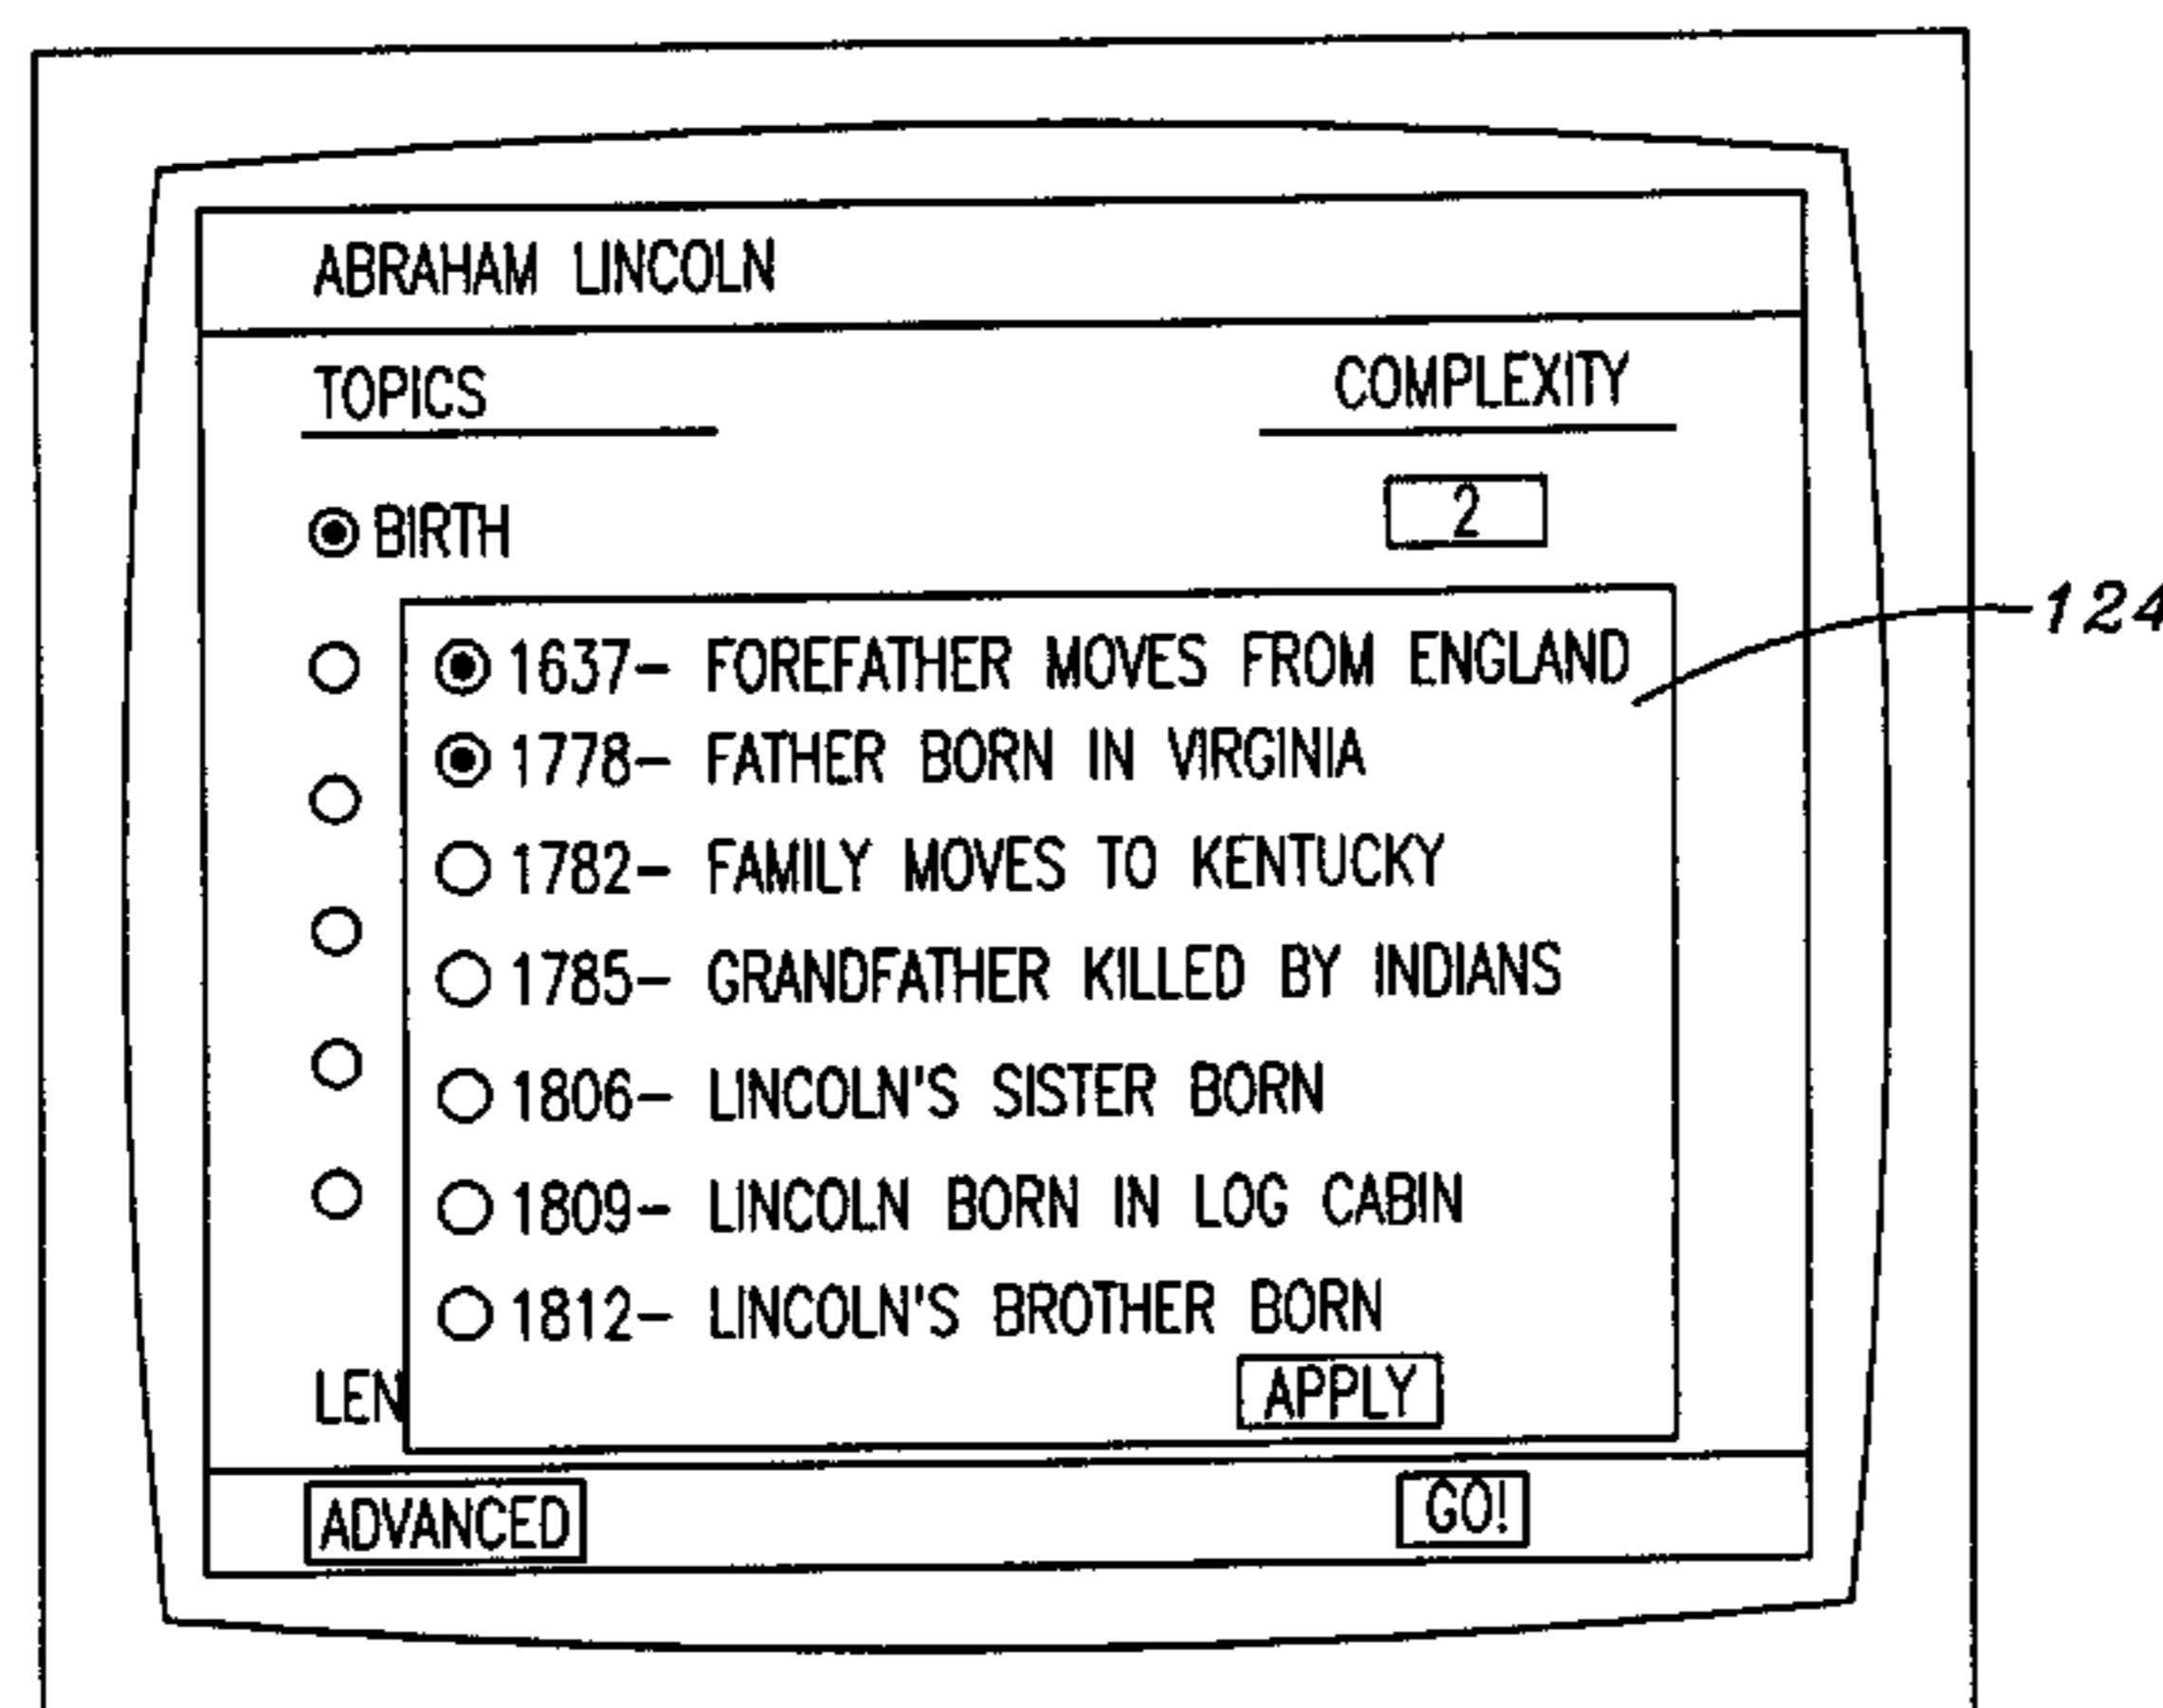 ABRAHAM LINCOLN
TOPICS COMPLEXITY
BIRTH 2
124
1637- FOREFATHER MOVES FROM ENGLAND
1778- FATHER BORN IN VIRGINIA
1782- FAMILY MOVES TO KENTUCKY
1785- GRANDFATHER KILLED BY INDIANS
1806- LINCOLN'S SISTER BORN
1809- LINCOLN BORN IN LOG CABIN
1812- LINCOLN'S BROTHER BORN
LEN APPLY
ADVANCED GO!